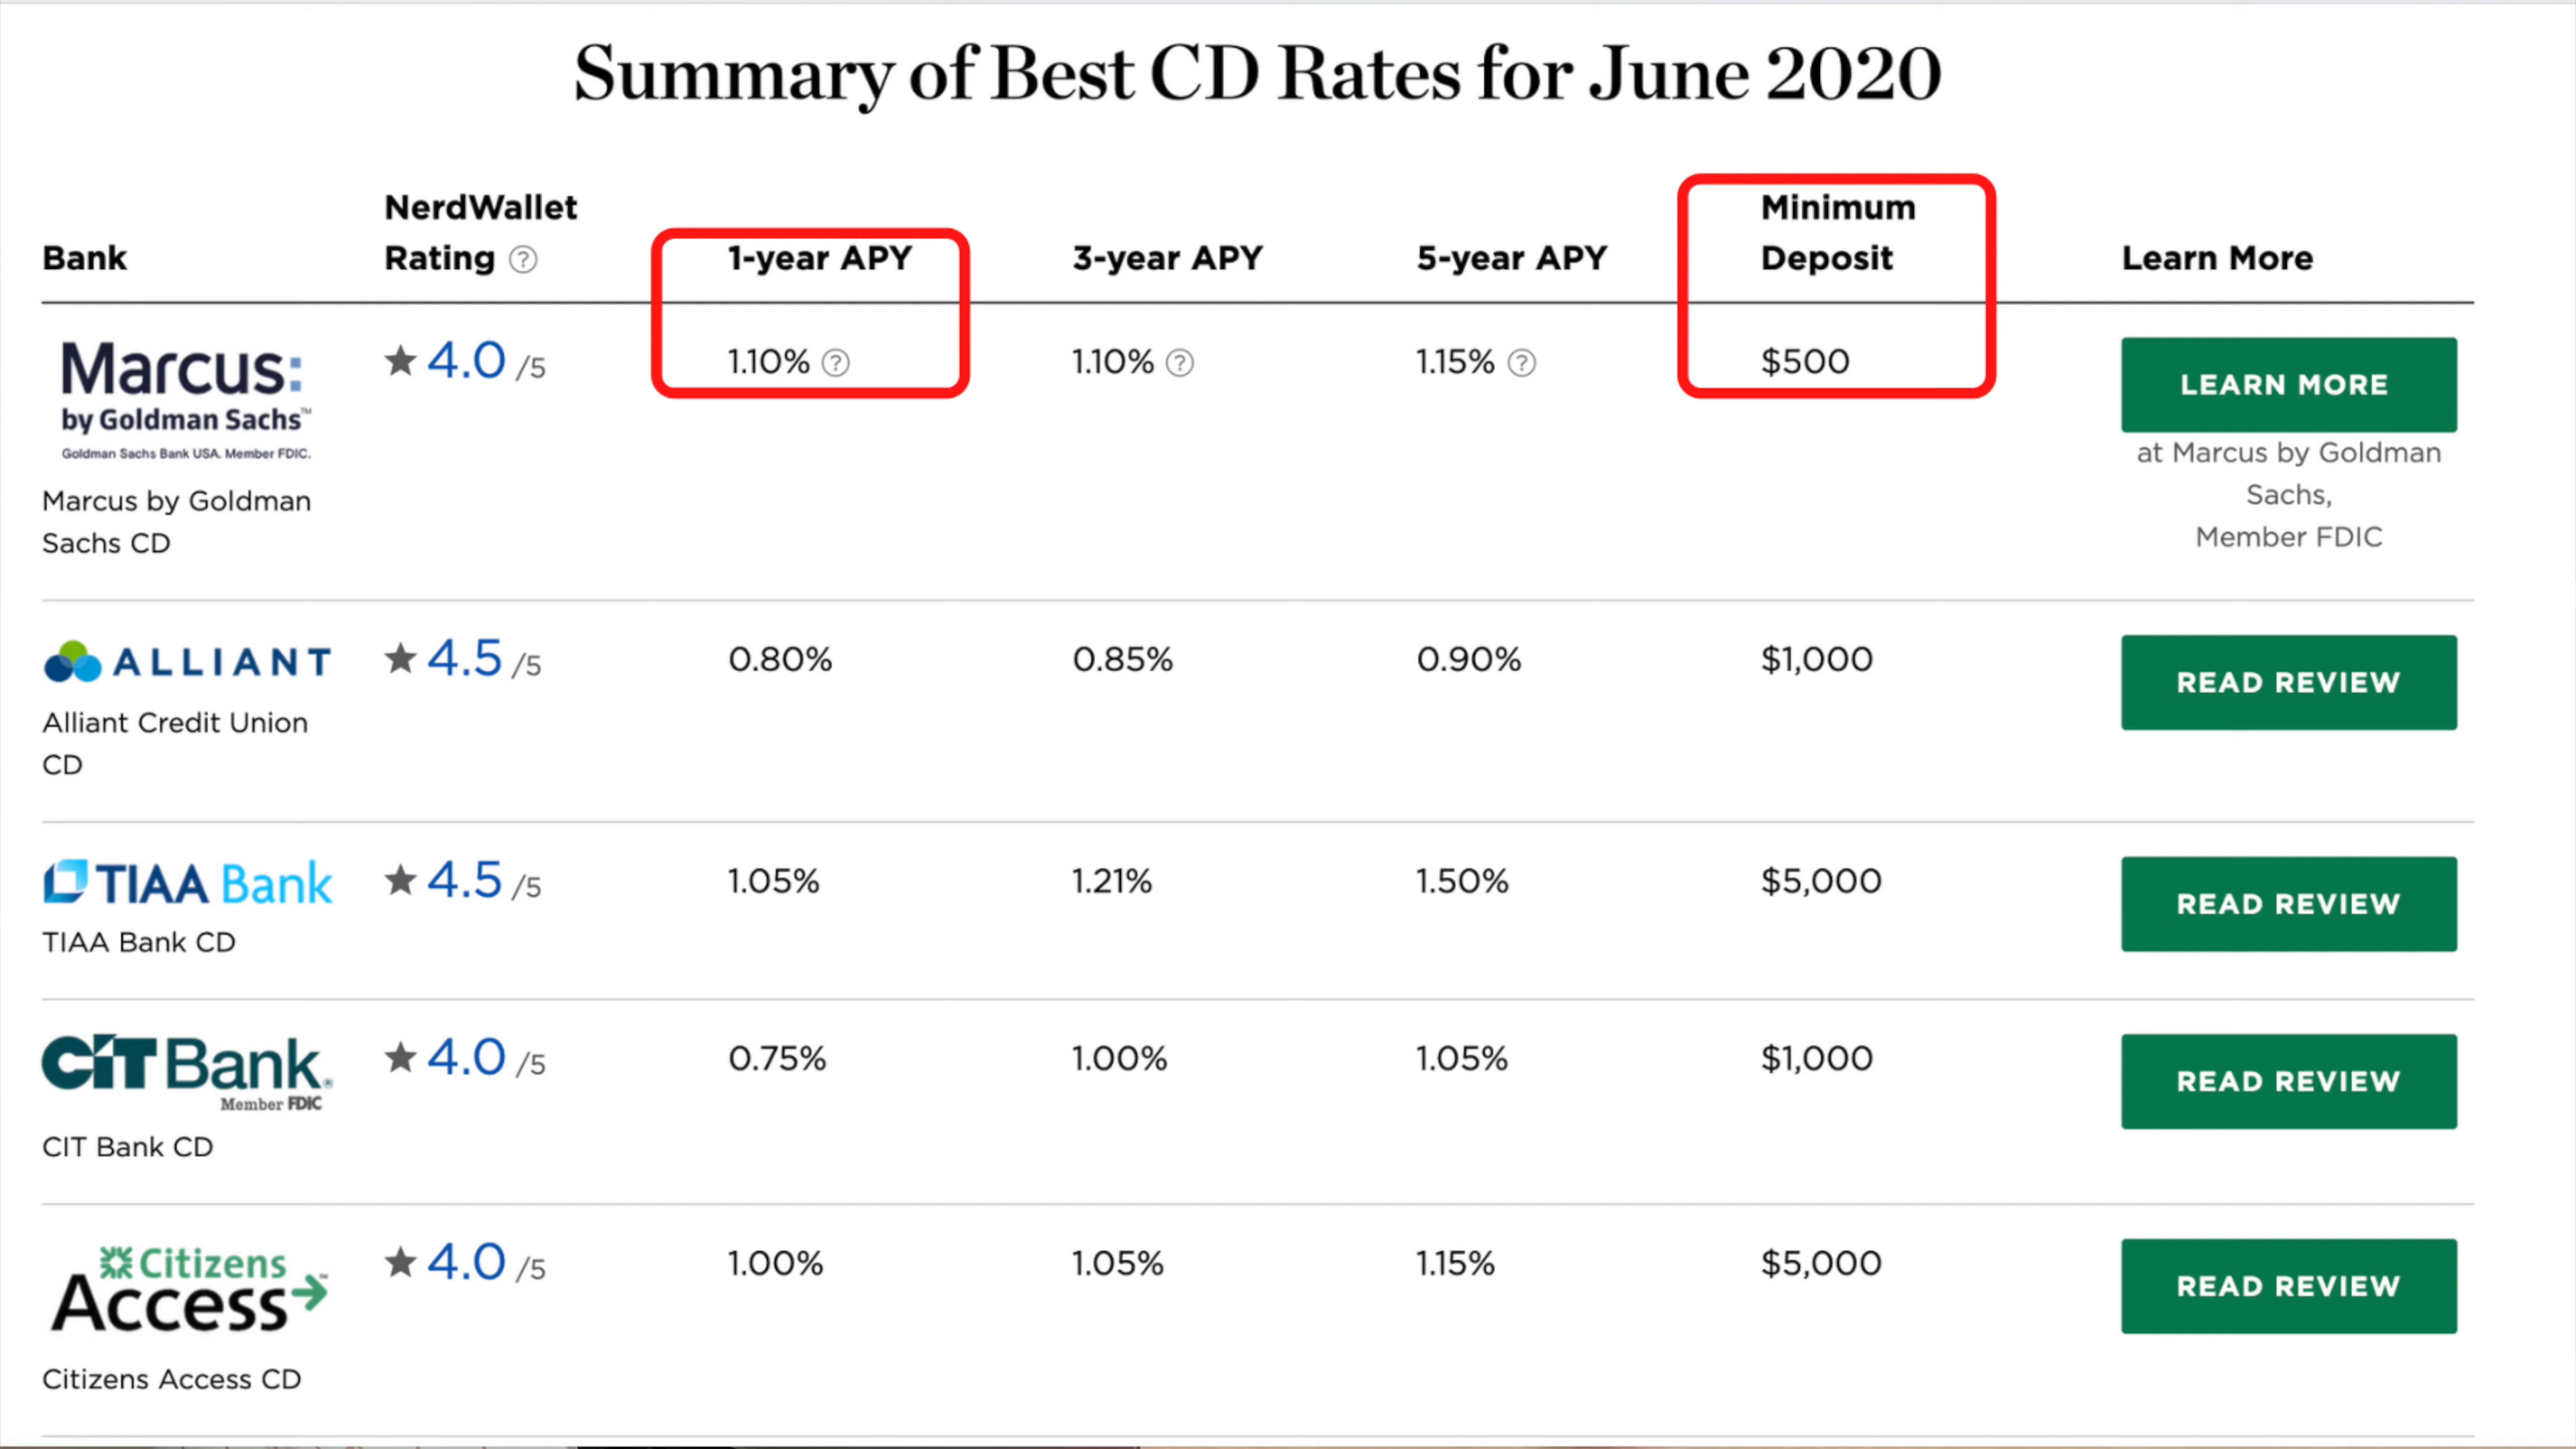 Summary of Best CD Rates for June 2020
Bank
NerdWallet
Rating ?
1-year APY
3-year APY
5-year APY
Minimum
Deposit
Learn More
Marcus:
by Goldman Sachs™
Goldman Sachs Bank USA. Member FDIC.
Marcus by Goldman
Sachs CD
★ 4.0 /5
1.10% ?
1.10% ?
1.15% ?
$500
LEARN MORE
at Marcus by Goldman
Sachs,
Member FDIC
ALLIANT
Alliant Credit Union
CD
★ 4.5 /5
0.80%
0.85%
0.90%
$1,000
READ REVIEW
TIAA Bank
TIAA Bank CD
★ 4.5 /5
1.05%
1.21%
1.50%
$5,000
READ REVIEW
CIT Bank®
Member FDIC
CIT Bank CD
★ 4.0 /5
0.75%
1.00%
1.05%
$1,000
READ REVIEW
Citizens
Access™
Citizens Access CD
★ 4.0 /5
1.00%
1.05%
1.15%
$5,000
READ REVIEW